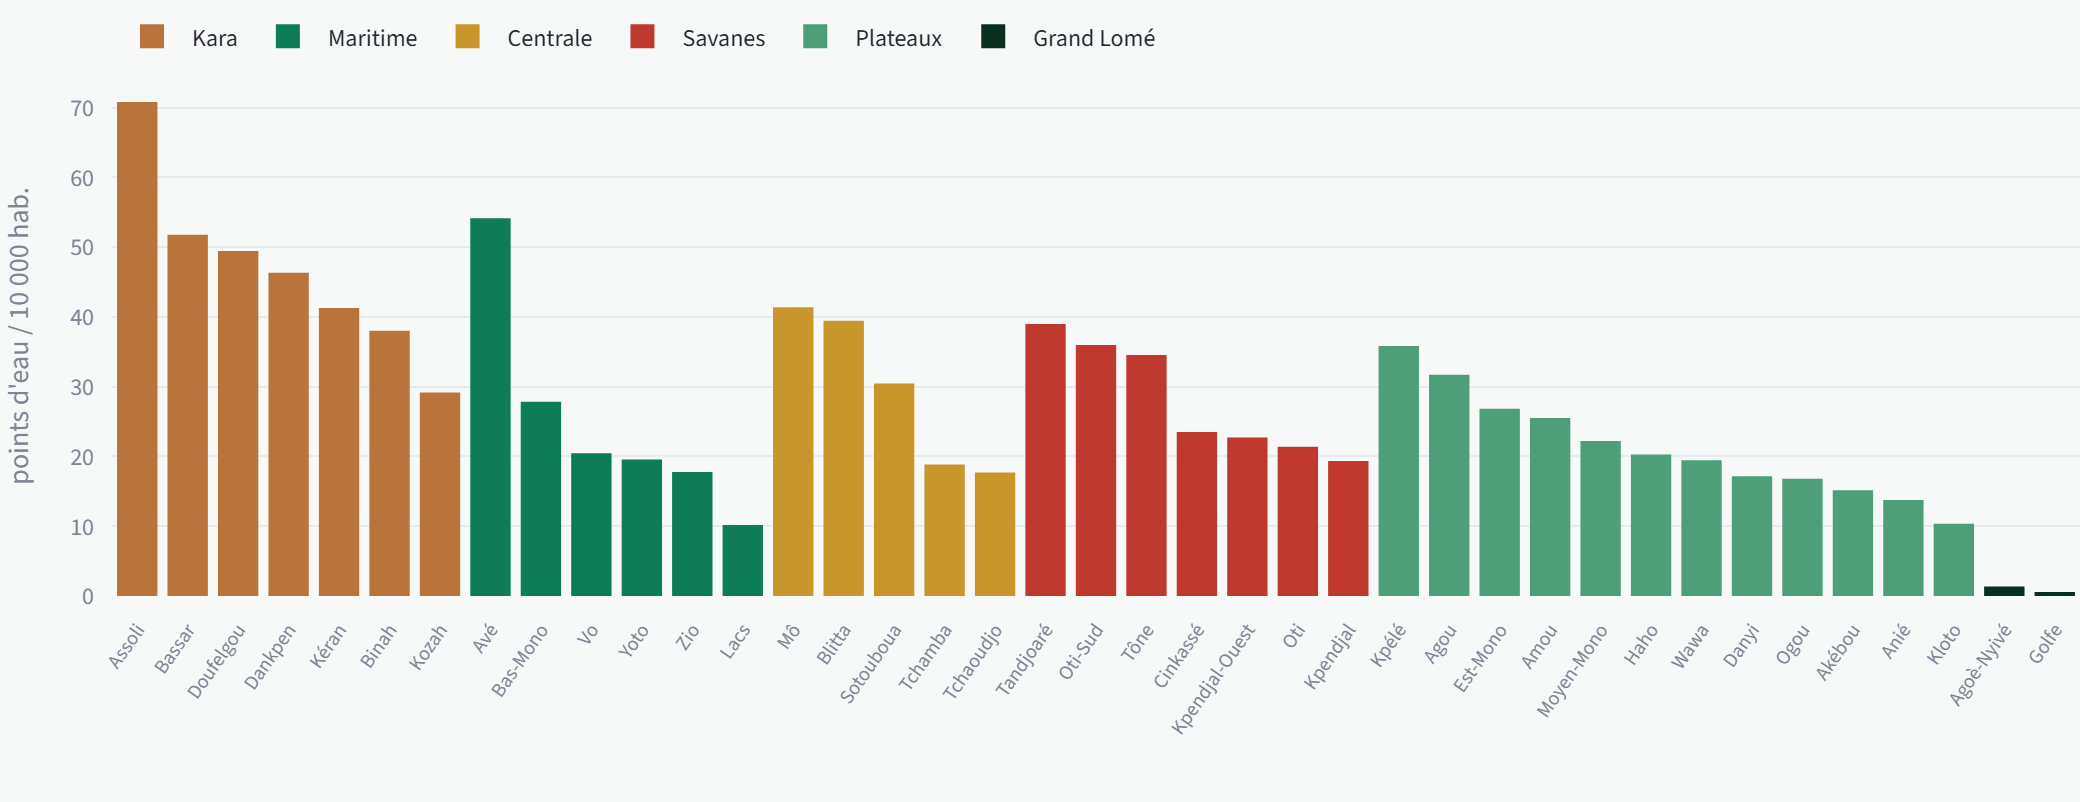 Kara Maritime Centrale Savanes Plateaux Grand Lomé
points d'eau / 10 000 hab.
70
60
50
40
30
20
10
0
Assoli
Bassar
Doufelgou
Dankpen
Kéran
Binah
Kozah
Avé
Bas-Mono
Vo
Yoto
Zio
Lacs
Mô
Blitta
Sotouboua
Tchamba
Tchaoudjo
Tandjoaré
Oti-Sud
Tône
Cinkassé
Kpendjal-Ouest
Oti
Kpendjal
Kpélé
Agou
Est-Mono
Amou
Moyen-Mono
Haho
Wawa
Danyi
Ogou
Akébou
Anié
Kloto
Agoè-Nyivé
Golfe